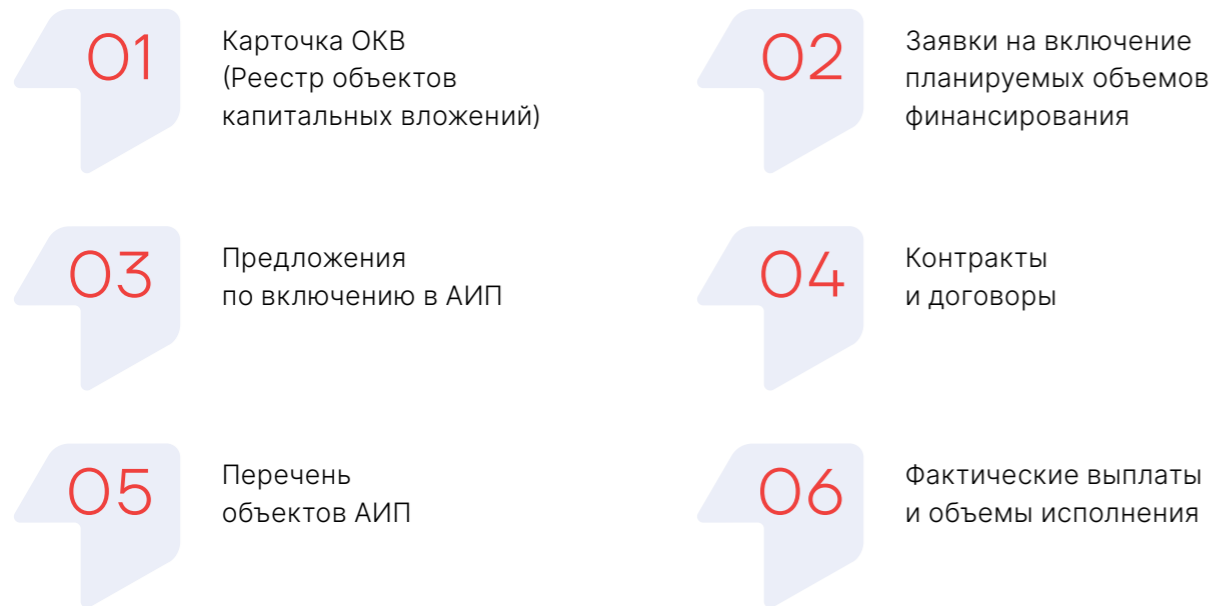 01
Карточка ОКВ
(Реестр объектов
капитальных вложений)
02
Заявки на включение
планируемых объемов
финансирования
03
Предложения
по включению в АИП
04
Контракты
и договоры
05
Перечень
объектов АИП
06
Фактические выплаты
и объемы исполнения